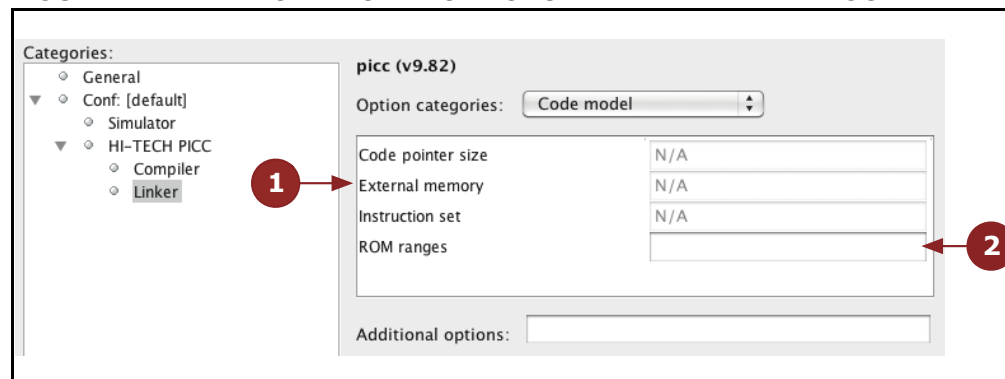 Categories:
General
Conf: [default]
Simulator
HI-TECH PICC
Compiler
Linker
picc (v9.82)
Option categories: Code model
Code pointer size N/A
1 External memory N/A
Instruction set N/A
ROM ranges 2
Additional options: